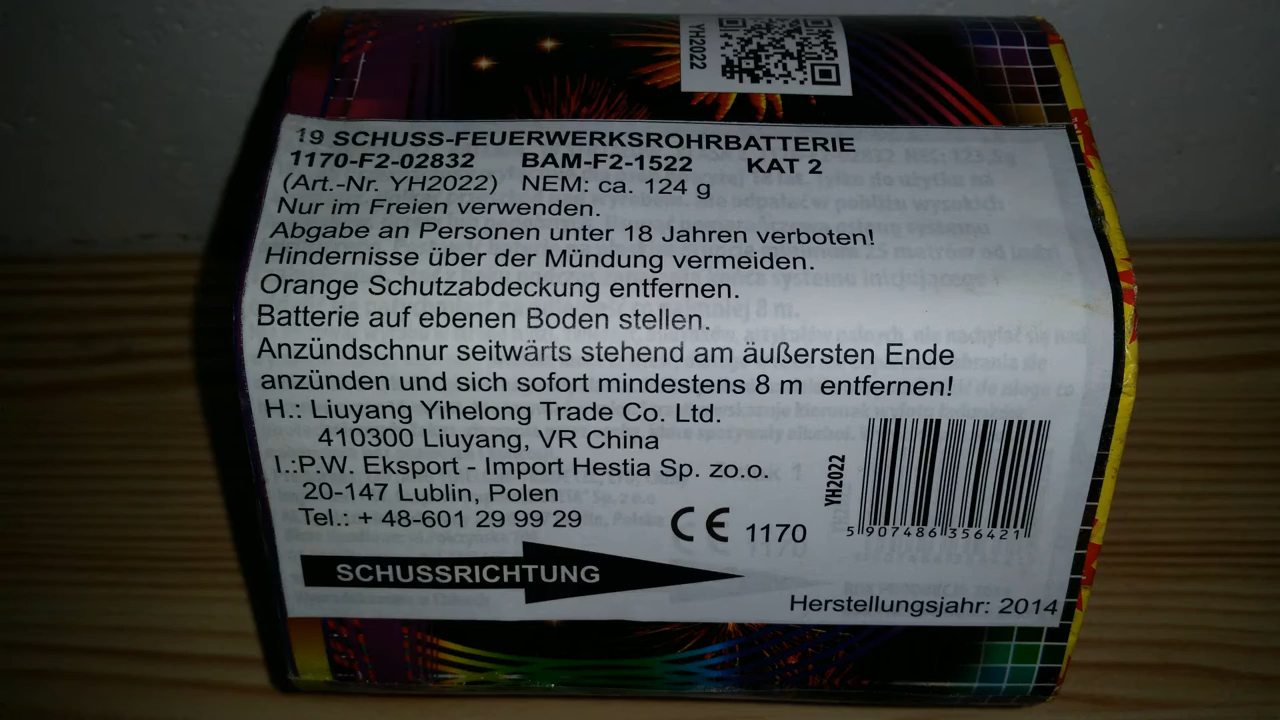 YH2022
19 SCHUSS-FEUERWERKSROHRBATTERIE
1170-F2-02832 BAM-F2-1522 KAT 2
(Art.-Nr. YH2022) NEM: ca. 124 g
Nur im Freien verwenden.
Abgabe an Personen unter 18 Jahren verboten!
Hindernisse über der Mündung vermeiden.
Orange Schutzabdeckung entfernen.
Batterie auf ebenen Boden stellen.
Anzündschnur seitwärts stehend am äußersten Ende
anzünden und sich sofort mindestens 8 m entfernen!
H.: Liuyang Yihelong Trade Co. Ltd.
410300 Liuyang, VR China
I.:P.W. Eksport - Import Hestia Sp. zo.o.
20-147 Lublin, Polen
Tel.: + 48-601 29 99 29
CE 1170
YH2022
5 907486 356421
SCHUSSRICHTUNG
Herstellungsjahr: 2014